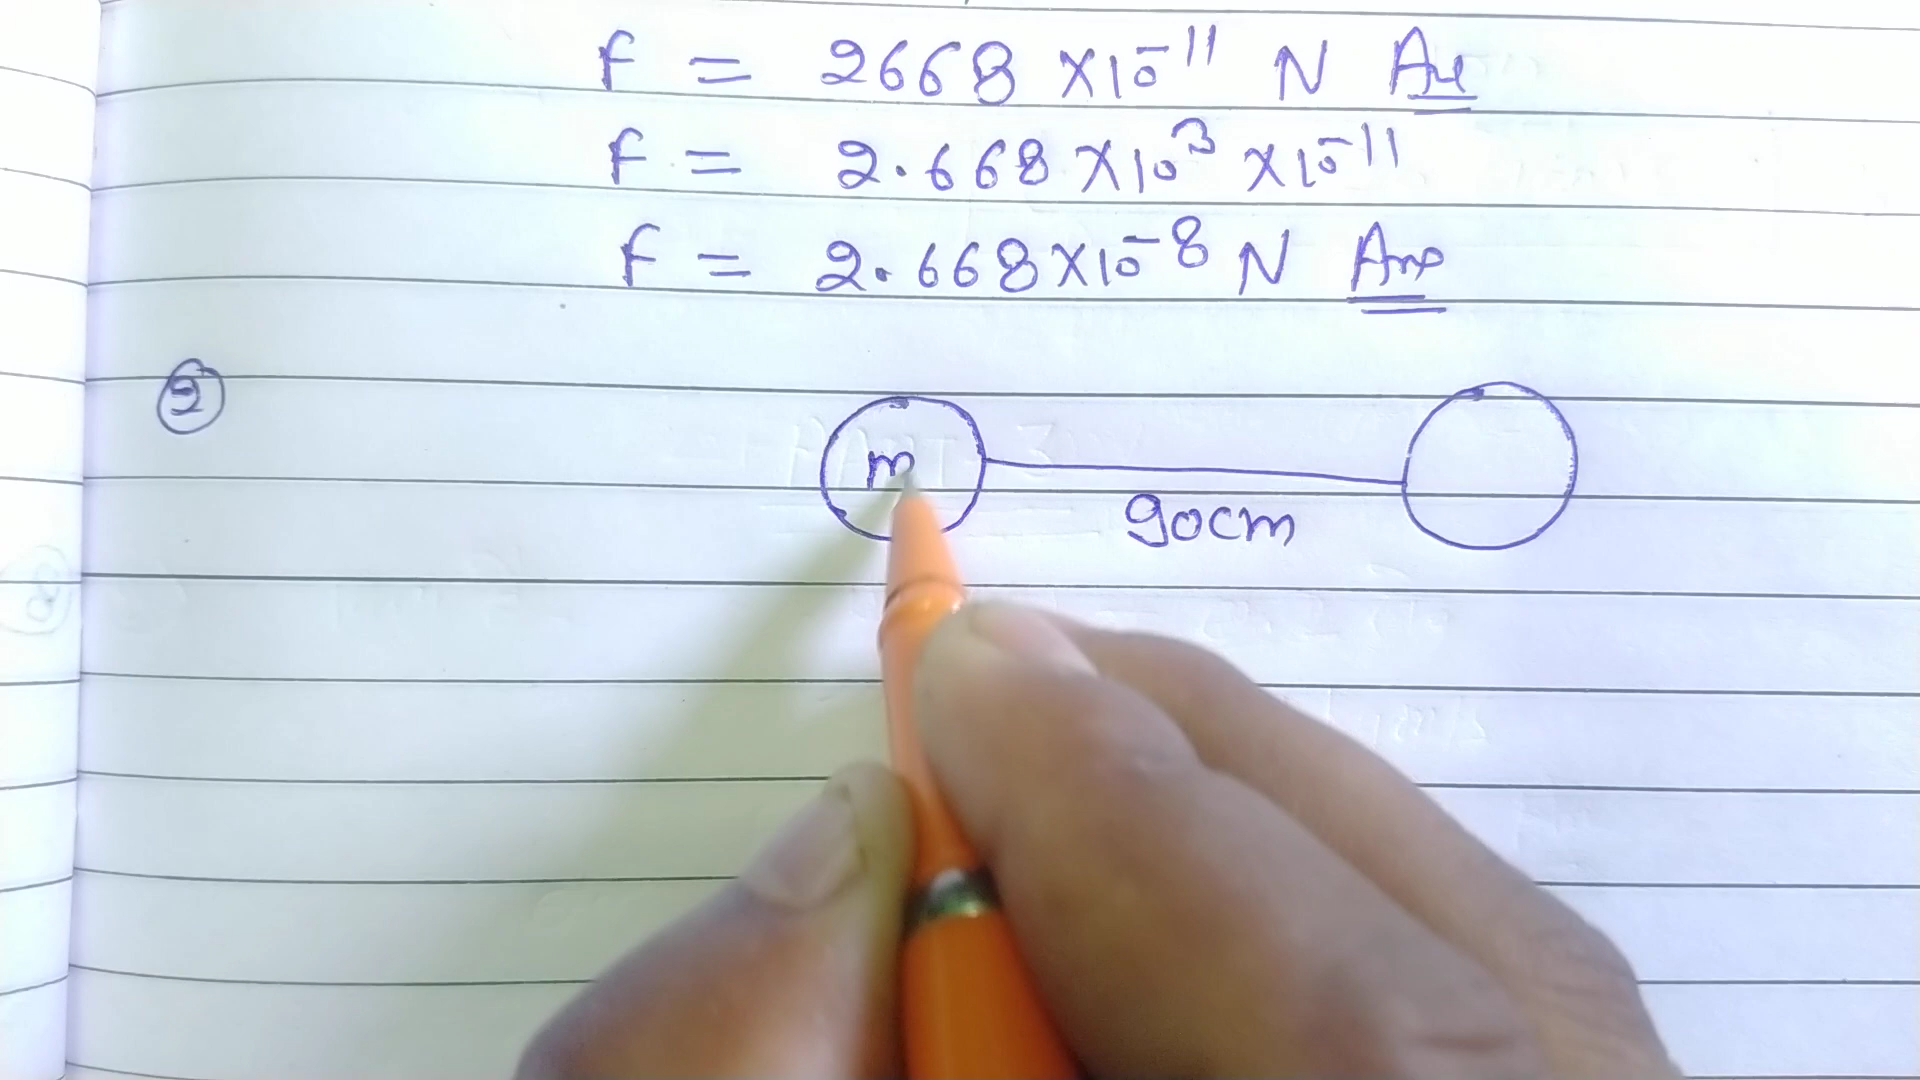 F = 2668 × 10⁻¹¹ N Ans
F = 2.668 × 10³ × 10⁻¹¹
F = 2.668 × 10⁻⁸ N Ans
②
m
90cm